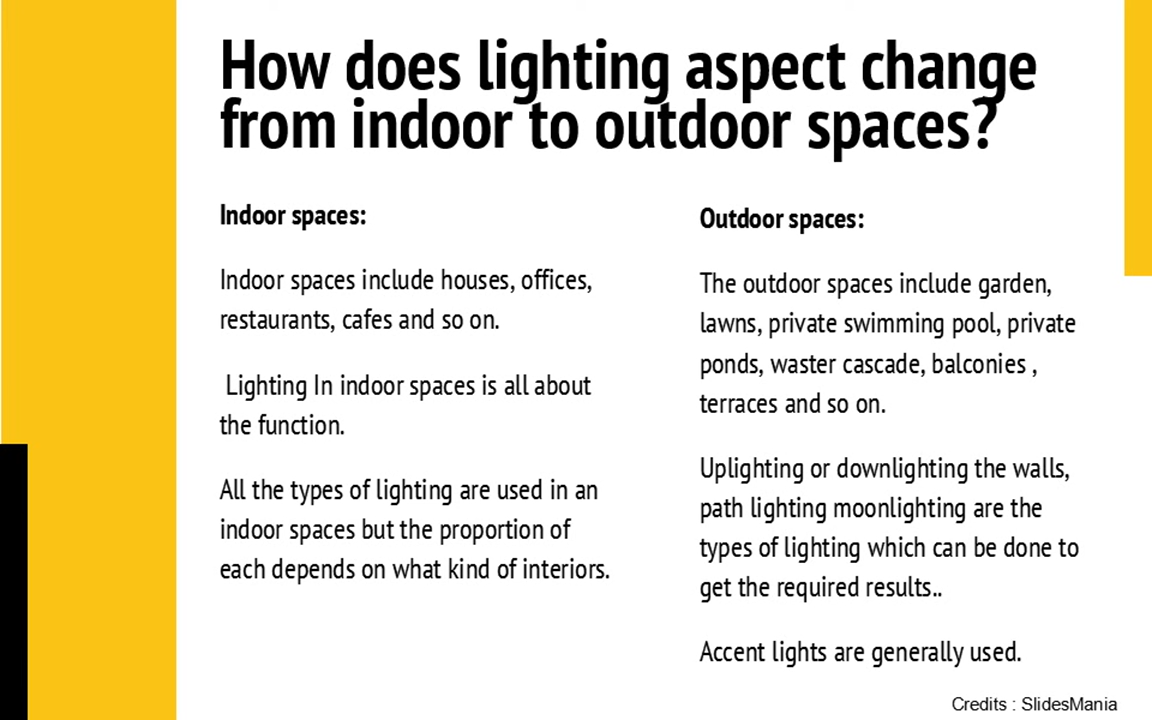 How does lighting aspect change
from indoor to outdoor spaces?
Indoor spaces:
Indoor spaces include houses, offices,
restaurants, cafes and so on.
Lighting In indoor spaces is all about
the function.
All the types of lighting are used in an
indoor spaces but the proportion of
each depends on what kind of interiors.
Outdoor spaces:
The outdoor spaces include garden,
lawns, private swimming pool, private
ponds, waster cascade, balconies ,
terraces and so on.
Uplighting or downlighting the walls,
path lighting moonlighting are the
types of lighting which can be done to
get the required results..
Accent lights are generally used.
Credits : SlidesMania